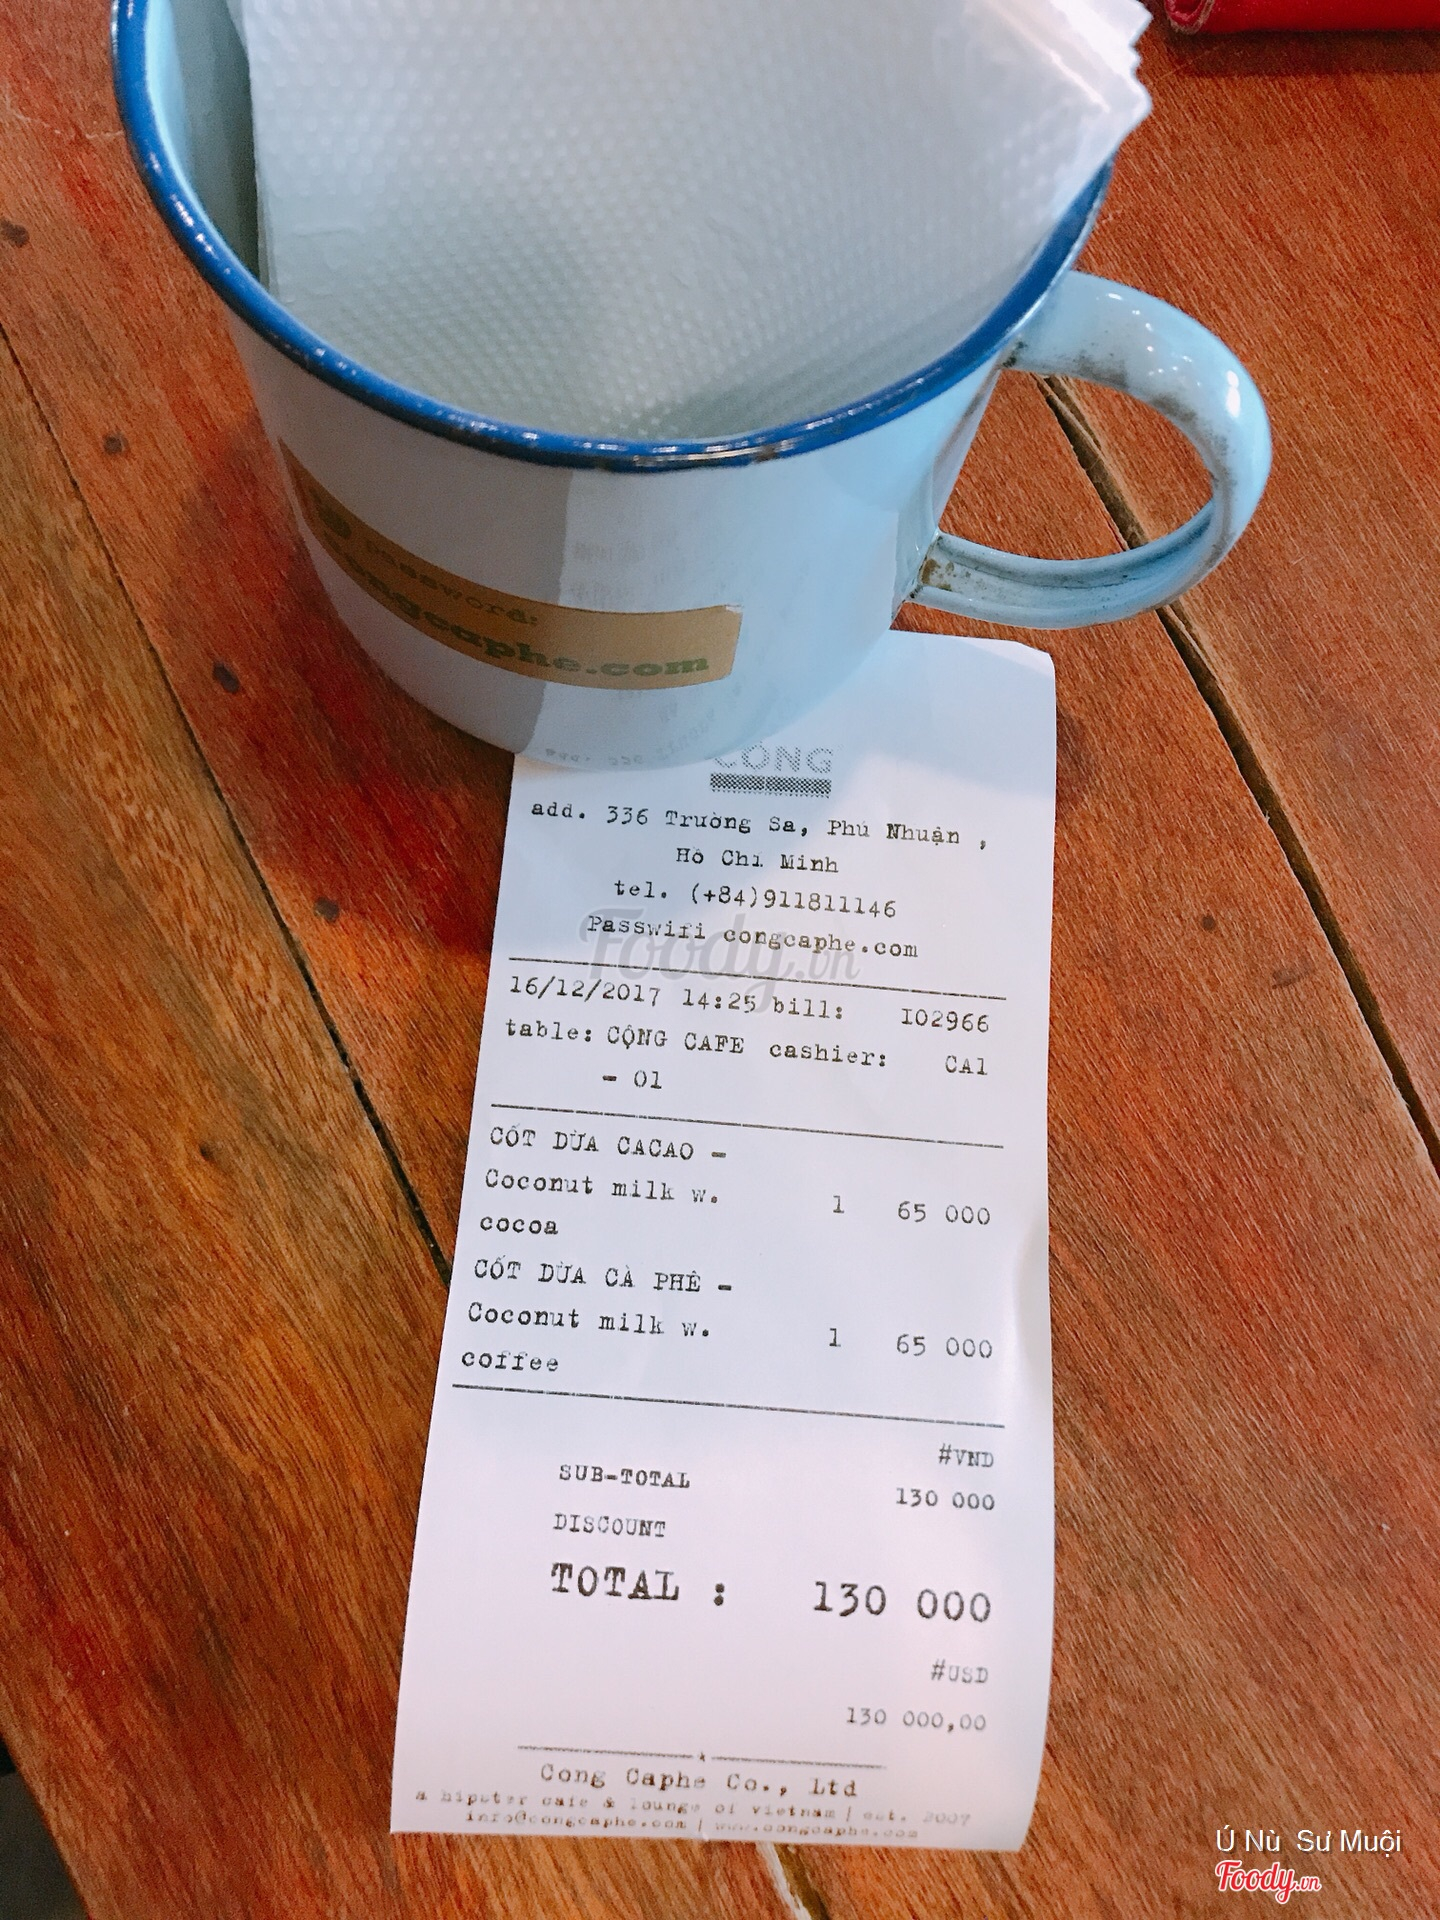 Password:
ngcaphe.com
CỘNG
add. 336 Trường Sa, Phú Nhuận ,
Hồ Chí Minh
tel. (+84)911811146
Passwifi congcaphe.com
Foody.vn
16/12/2017 14:25 bill: I02966
table: CỘNG CAFE cashier: CA1
- 01
CỐT DỪA CACAO -
Coconut milk w. 1 65 000
cocoa
CỐT DỪA CÀ PHÊ -
Coconut milk w. 1 65 000
coffee
#VND
SUB-TOTAL 130 000
DISCOUNT
TOTAL : 130 000
#USD
130 000,00
Cong Caphe Co., Ltd
a hipster cafe & lounge of vietnam | est. 2007
info@congcaphe.com | www.congcaphe.com
Ú Nù Sư Muội
Foody.vn